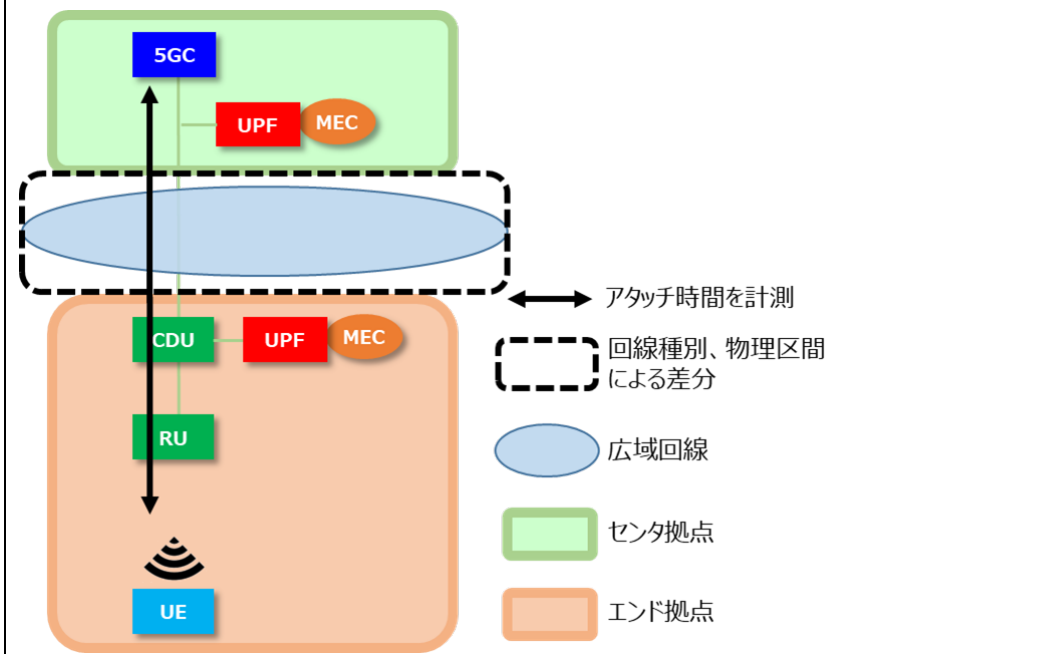 5GC
UPF
MEC
CDU
UPF
MEC
RU
UE
アタッチ時間を計測
回線種別、物理区間
による差分
広域回線
センタ拠点
エンド拠点